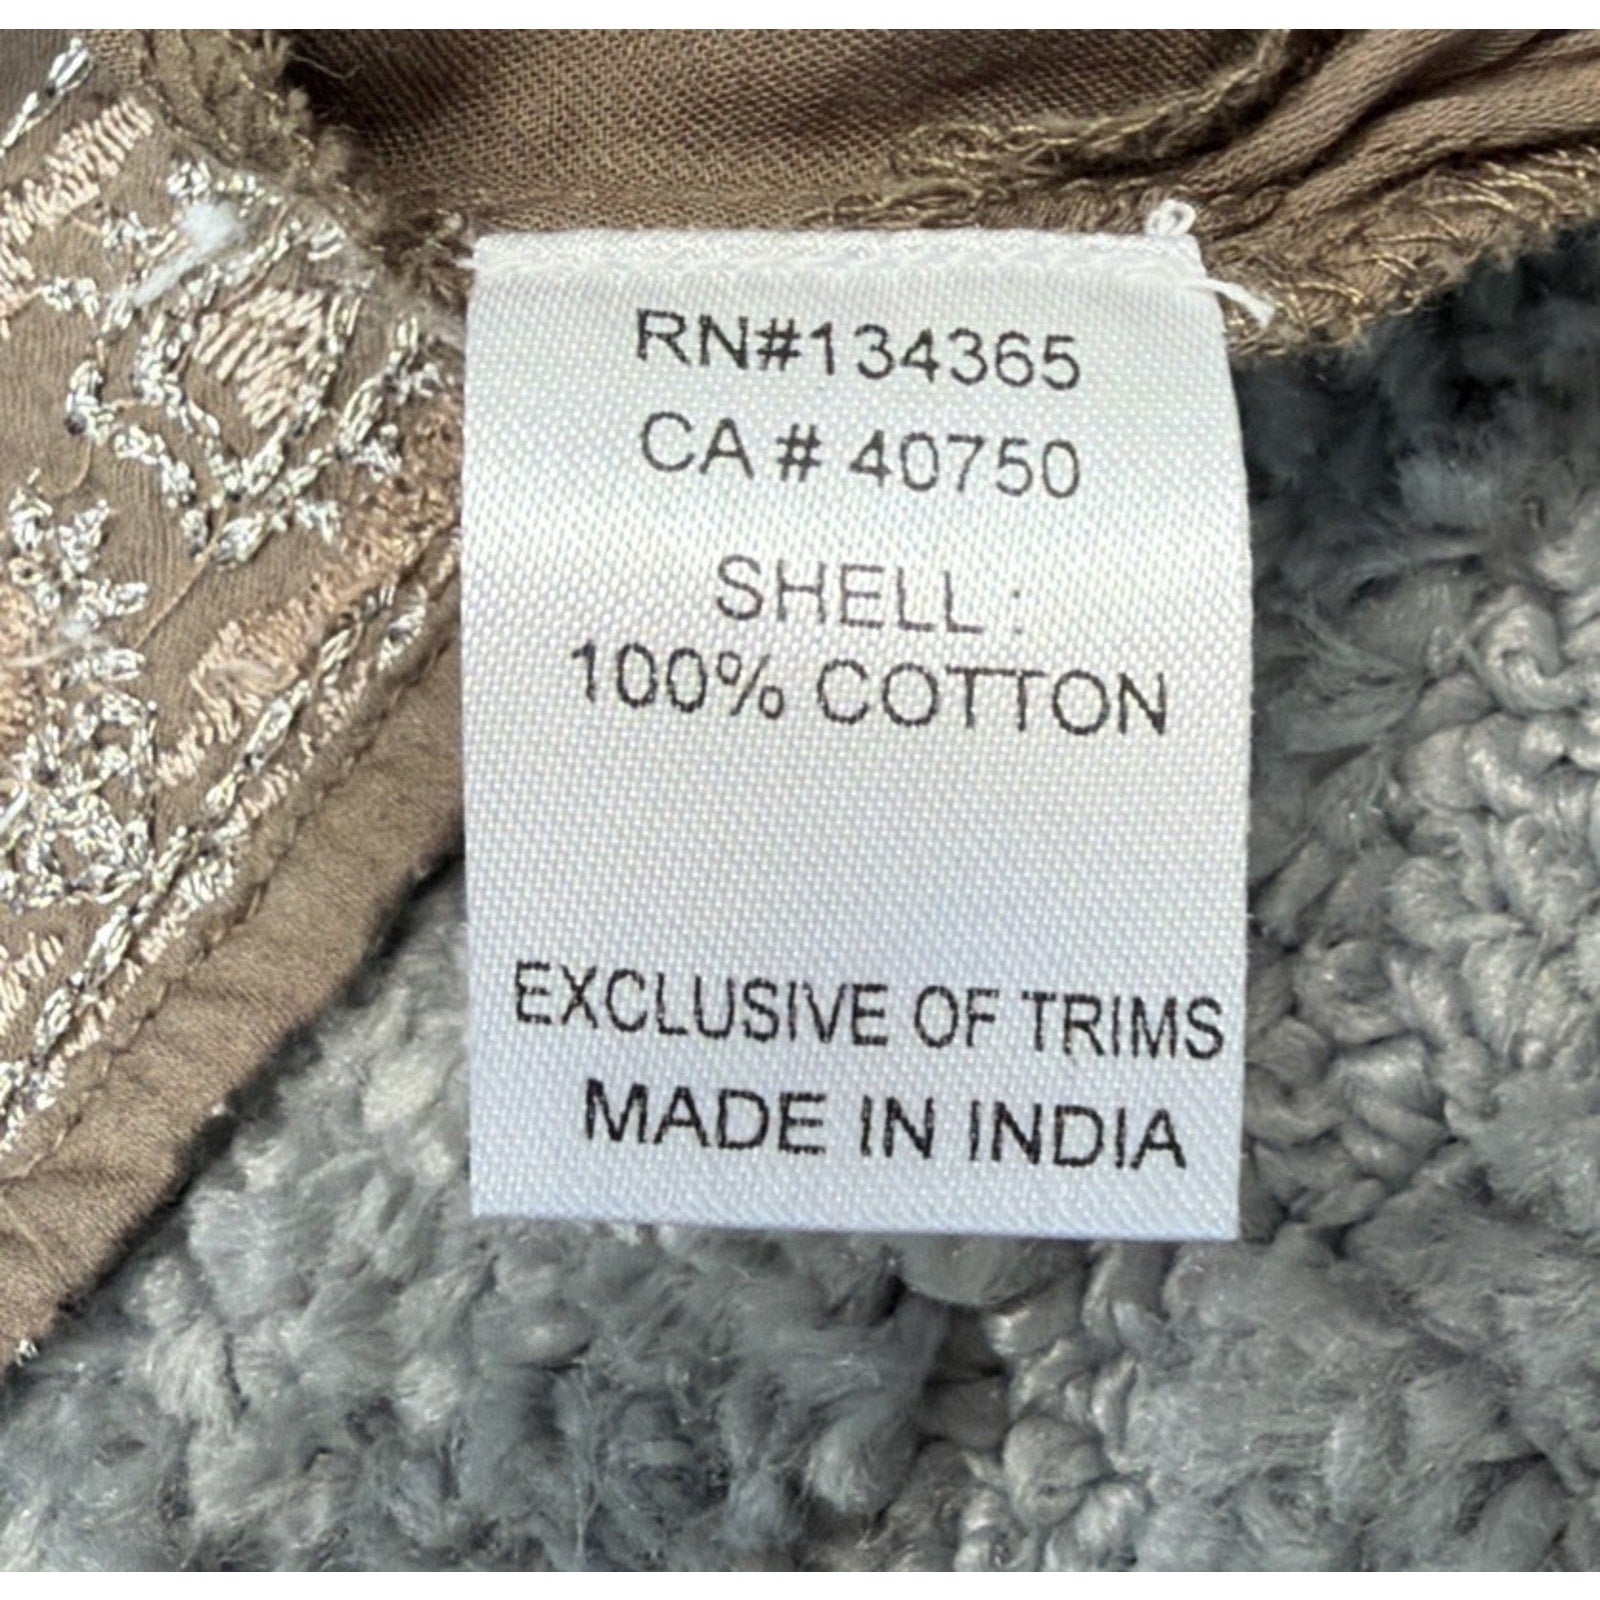 RN#134365
CA # 40750
SHELL :
100% COTTON
EXCLUSIVE OF TRIMS
MADE IN INDIA